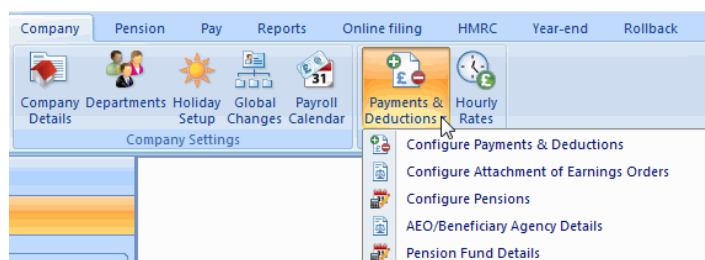 Company Pension Pay Reports Online filing HMRC Year-end Rollback
31
Company Departments Holiday Global Payroll Payments & Hourly
Details Setup Changes Calendar Deductions Rates
Company Settings
Configure Payments & Deductions
Configure Attachment of Earnings Orders
Configure Pensions
AEO/Beneficiary Agency Details
Pension Fund Details